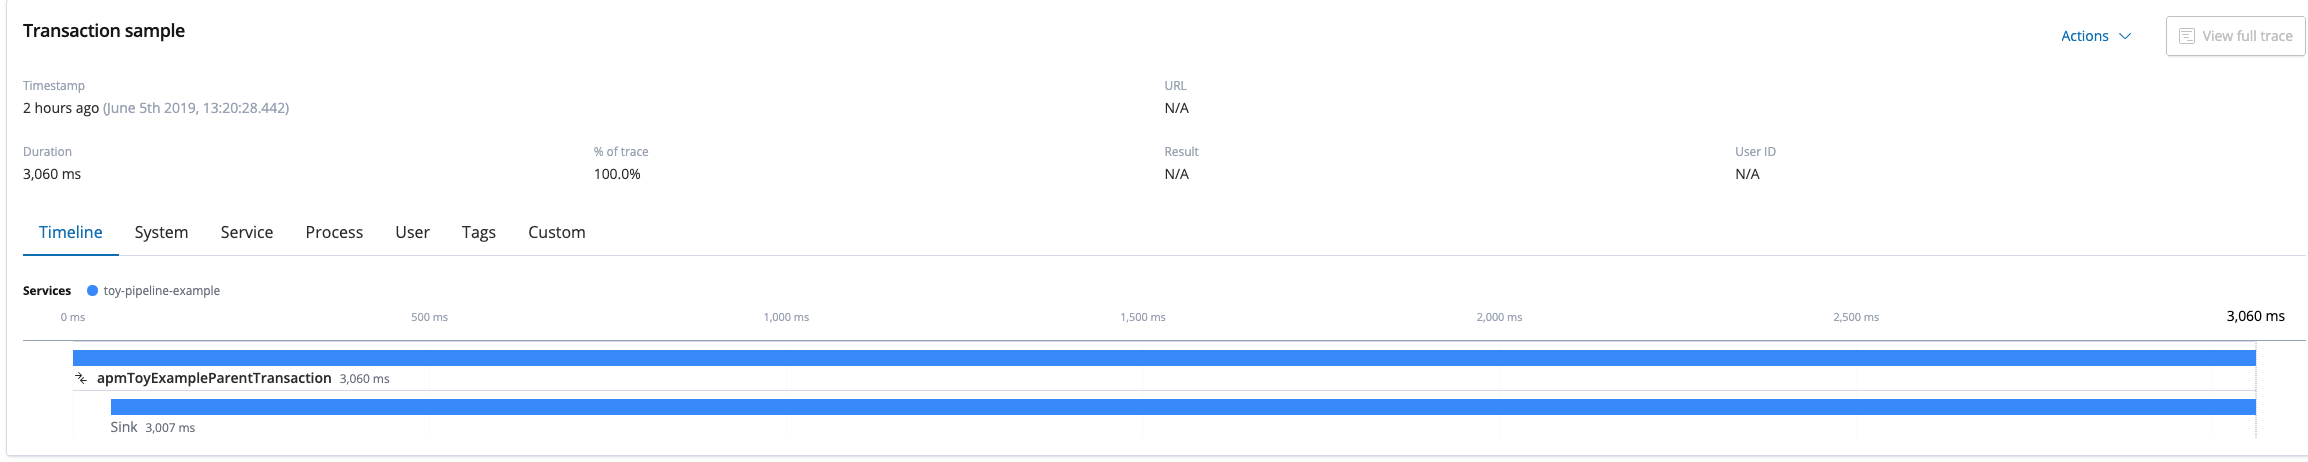 Transaction sample
Actions
View full trace
Timestamp
URL
2 hours ago (June 5th 2019, 13:20:28.442)
N/A
Duration
% of trace
Result
User ID
3,060 ms
100.0%
N/A
N/A
Timeline System Service Process User Tags Custom
Services toy-pipeline-example
0 ms 500 ms 1,000 ms 1,500 ms 2,000 ms 2,500 ms 3,060 ms
apmToyExampleParentTransaction 3,060 ms
Sink 3,007 ms